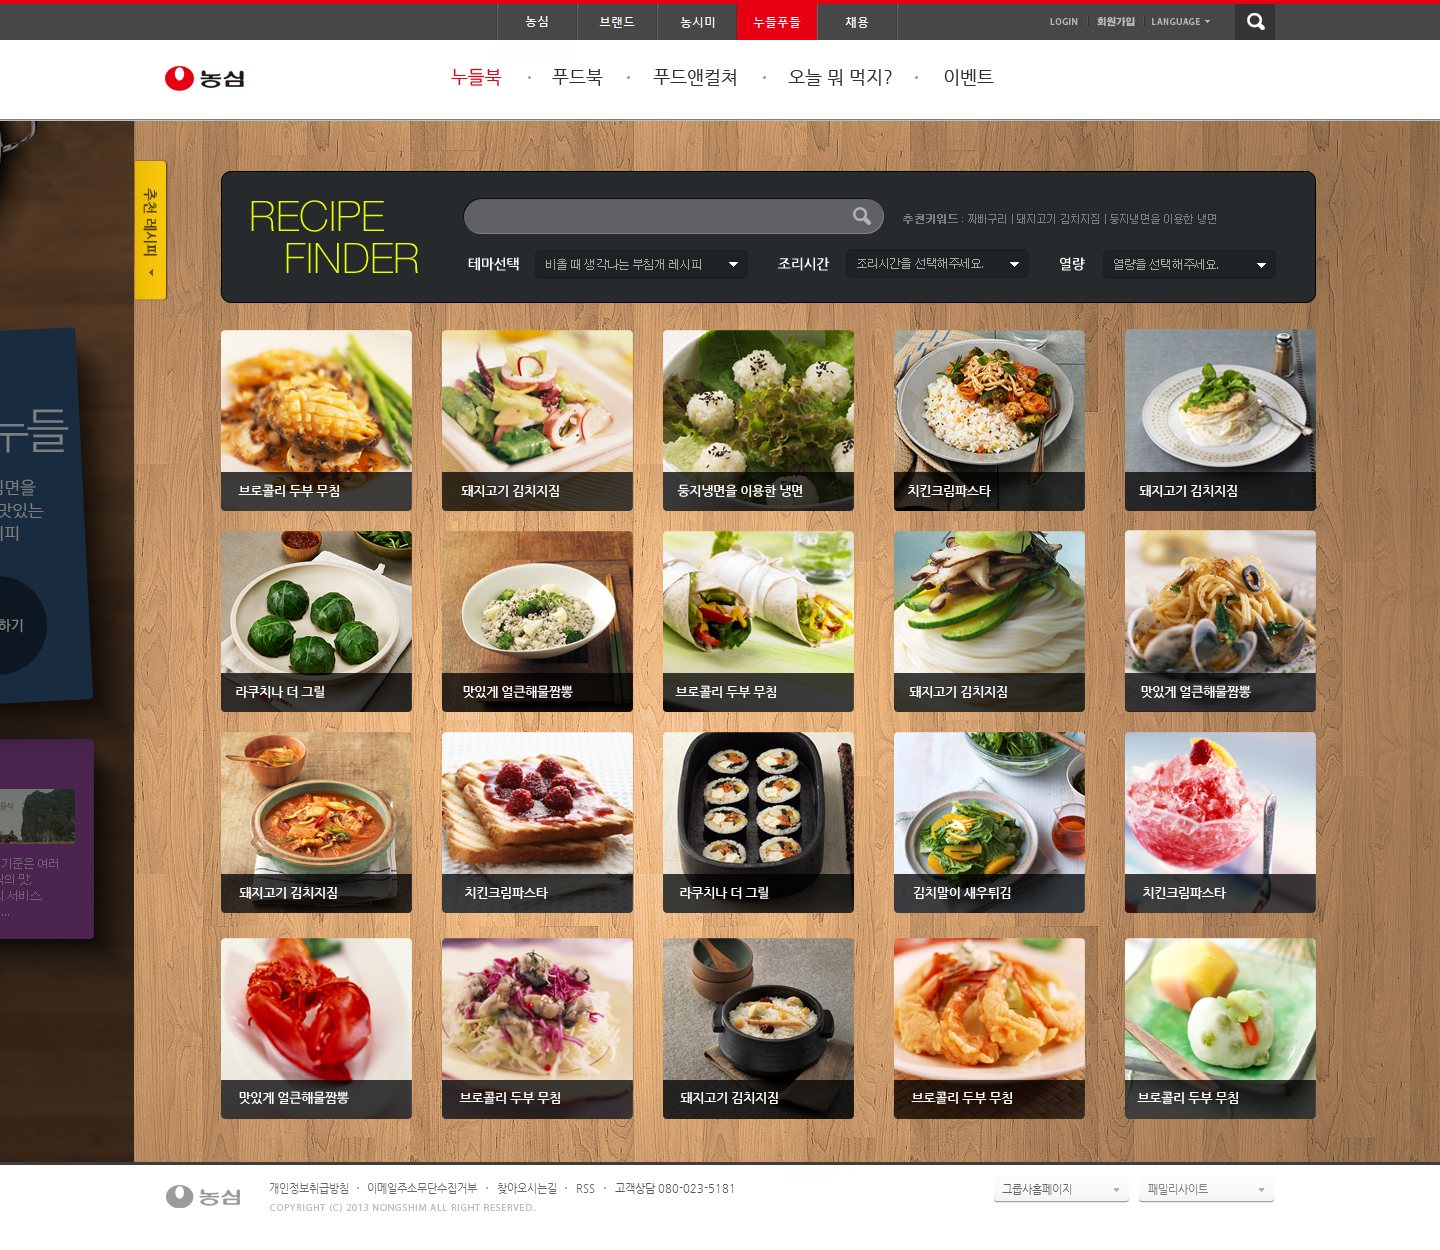 농심 브랜드 농시미 누들푸들 채용 LOGIN 회원가입 LANGUAGE
농심 누들북 푸드북 푸드앤컬쳐 오늘 뭐 먹지? 이벤트
추천 레시피
RECIPE
FINDER
추천키워드 : 짜빠구리 | 돼지고기 김치지짐 | 둥지냉면을 이용한 냉면
테마선택 비올 때 생각나는 부침개 레시피 조리시간 조리시간을 선택해주세요. 열량 열량을 선택해주세요.
누들
면을
맛있는
피
하기
기준은 여러
의 맛,
서비스,
...
브로콜리 두부 무침 돼지고기 김치지짐 둥지냉면을 이용한 냉면 치킨크림파스타 돼지고기 김치지짐
라쿠치나 더 그릴 맛있게 얼큰해물짬뽕 브로콜리 두부 무침 돼지고기 김치지짐 맛있게 얼큰해물짬뽕
돼지고기 김치지짐 치킨크림파스타 라쿠치나 더 그릴 김치말이 새우튀김 치킨크림파스타
맛있게 얼큰해물짬뽕 브로콜리 두부 무침 돼지고기 김치지짐 브로콜리 두부 무침 브로콜리 두부 무침
농심 개인정보취급방침 · 이메일주소무단수집거부 · 찾아오시는길 · RSS · 고객상담 080-023-5181 그룹사홈페이지 패밀리사이트
COPYRIGHT (C) 2013 NONGSHIM ALL RIGHT RESERVED.